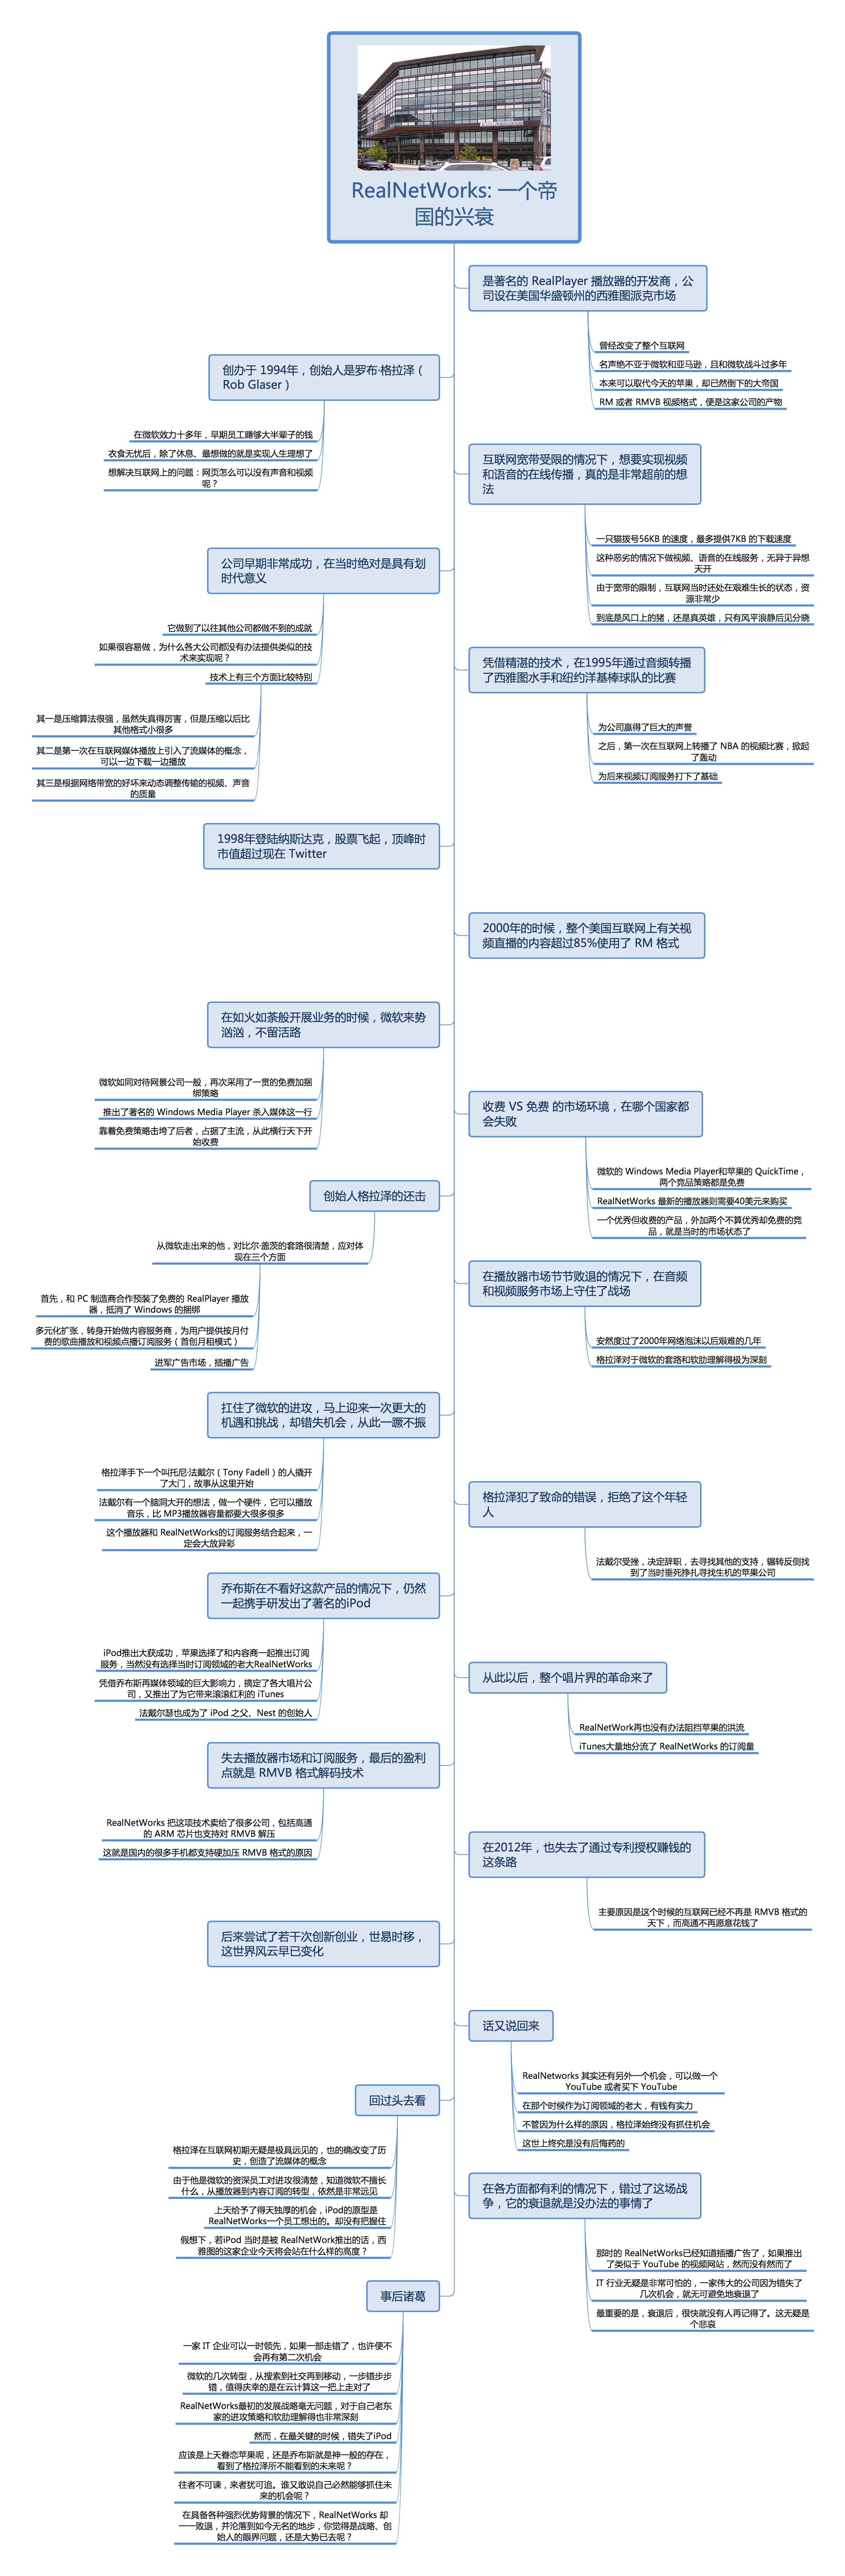 RealNetWorks: 一个帝
国的兴衰
是著名的 RealPlayer 播放器的开发商，公
司设在美国华盛顿州的西雅图派克市场
曾经改变了整个互联网
名声绝不亚于微软和亚马逊，且和微软战斗过多年
本来可以取代今天的苹果，却已然倒下的大帝国
RM 或者 RMVB 视频格式，便是这家公司的产物
创办于 1994年，创始人是罗布·格拉泽（
Rob Glaser）
在微软效力十多年，早期员工赚够大半辈子的钱
衣食无忧后，除了休息、最想做的就是实现人生理想了
想解决互联网上的问题：网页怎么可以没有声音和视频
呢？
互联网宽带受限的情况下，想要实现视频
和语音的在线传播，真的是非常超前的想
法
一只猫拨号56KB 的速度，最多提供7KB 的下载速度
这种恶劣的情况下做视频、语音的在线服务，无异于异想
天开
由于宽带的限制，互联网当时还处在艰难生长的状态，资
源非常少
到底是风口上的猪，还是真英雄，只有风平浪静后见分晓
公司早期非常成功，在当时绝对是具有划
时代意义
它做到了以往其他公司都做不到的成就
如果很容易做，为什么各大公司都没有办法提供类似的技
术来实现呢？
技术上有三个方面比较特别
其一是压缩算法很强，虽然失真得厉害，但是压缩以后比
其他格式小很多
其二是第一次在互联网媒体播放上引入了流媒体的概念，
可以一边下载一边播放
其三是根据网络带宽的好坏来动态调整传输的视频、声音
的质量
凭借精湛的技术，在1995年通过音频转播
了西雅图水手和纽约洋基棒球队的比赛
为公司赢得了巨大的声誉
之后，第一次在互联网上转播了 NBA 的视频比赛，掀起
了轰动
为后来视频订阅服务打下了基础
1998年登陆纳斯达克，股票飞起，顶峰时
市值超过现在 Twitter
2000年的时候，整个美国互联网上有关视
频直播的内容超过85%使用了 RM 格式
在如火如荼般开展业务的时候，微软来势
汹汹，不留活路
微软如同对待网景公司一般，再次采用了一贯的免费加捆
绑策略
推出了著名的 Windows Media Player 杀入媒体这一行
靠着免费策略击垮了后者，占据了主流，从此横行天下开
始收费
收费 VS 免费 的市场环境，在哪个国家都
会失败
微软的 Windows Media Player和苹果的 QuickTime，
两个竞品策略都是免费
RealNetWorks 最新的播放器则需要40美元来购买
一个优秀但收费的产品，外加两个不算优秀却免费的竞
品，就是当时的市场状态了
创始人格拉泽的还击
从微软走出来的他，对比尔·盖茨的套路很清楚，应对体
现在三个方面
首先，和 PC 制造商合作预装了免费的 RealPlayer 播放
器，抵消了 Windows 的捆绑
多元化扩张，转身开始做内容服务商，为用户提供按月付
费的歌曲播放和视频点播订阅服务（首创月租模式）
进军广告市场，插播广告
在播放器市场节节败退的情况下，在音频
和视频服务市场上守住了战场
安然度过了2000年网络泡沫以后艰难的几年
格拉泽对于微软的套路和软肋理解得极为深刻
扛住了微软的进攻，马上迎来一次更大的
机遇和挑战，却错失机会，从此一蹶不振
格拉泽手下一个叫托尼·法戴尔（Tony Fadell）的人撬开
了大门，故事从这里开始
法戴尔有一个脑洞大开的想法，做一个硬件，它可以播放
音乐，比 MP3播放器容量都要大很多很多
这个播放器和 RealNetWorks的订阅服务结合起来，一
定会大放异彩
格拉泽犯了致命的错误，拒绝了这个年轻
人
法戴尔受挫，决定辞职，去寻找其他的支持，辗转反侧找
到了当时垂死挣扎寻找生机的苹果公司
乔布斯在不看好这款产品的情况下，仍然
一起携手研发出了著名的iPod
iPod推出大获成功，苹果选择了和内容商一起推出订阅
服务，当然没有选择当时订阅领域的老大RealNetWorks
凭借乔布斯再媒体领域的巨大影响力，搞定了各大唱片公
司，又推出了为它带来滚滚红利的 iTunes
法戴尔瑟也成为了 iPod 之父、Nest 的创始人
从此以后，整个唱片界的革命来了
RealNetWork再也没有办法阻挡苹果的洪流
iTunes大量地分流了 RealNetWorks 的订阅量
失去播放器市场和订阅服务，最后的盈利
点就是 RMVB 格式解码技术
RealNetWorks 把这项技术卖给了很多公司，包括高通
的 ARM 芯片也支持对 RMVB 解压
这就是国内的很多手机都支持硬加压 RMVB 格式的原因
在2012年，也失去了通过专利授权赚钱的
这条路
主要原因是这个时候的互联网已经不再是 RMVB 格式的
天下，而高通不再愿意花钱了
后来尝试了若干次创新创业，世易时移，
这世界风云早已变化
话又说回来
RealNetworks 其实还有另外一个机会，可以做一个
YouTube 或者买下 YouTube
在那个时候作为订阅领域的老大，有钱有实力
不管因为什么样的原因，格拉泽始终没有抓住机会
这世上终究是没有后悔药的
回过头去看
格拉泽在互联网初期无疑是极具远见的，也的确改变了历
史，创造了流媒体的概念
由于他是微软的资深员工对进攻很清楚，知道微软不擅长
什么，从播放器到内容订阅的转型，依然是非常远见
上天给予了得天独厚的机会，iPod的原型是
RealNetWorks一个员工想出的。却没有把握住
假想下，若iPod 当时是被 RealNetWork推出的话，西
雅图的这家企业今天将会站在什么样的高度？
在各方面都有利的情况下，错过了这场战
争，它的衰退就是没办法的事情了
那时的 RealNetWorks已经知道插播广告了，如果推出
了类似于 YouTube 的视频网站，然而没有然而了
IT 行业无疑是非常可怕的，一家伟大的公司因为错失了
几次机会，就无可避免地衰退了
最重要的是，衰退后，很快就没有人再记得了。这无疑是
个悲哀
事后诸葛
一家 IT 企业可以一时领先，如果一部走错了，也许便不
会再有第二次机会
微软的几次转型，从搜索到社交再到移动，一步错步步
错，值得庆幸的是在云计算这一把上走对了
RealNetWorks最初的发展战略毫无问题，对于自己老东
家的进攻策略和软肋理解得也非常深刻
然而，在最关键的时候，错失了iPod
应该是上天眷恋苹果呢，还是乔布斯就是神一般的存在，
看到了格拉泽所不能看到的未来呢？
往者不可谏，来者犹可追。谁又敢说自己必然能够抓住未
来的机会呢？
在具备各种强烈优势背景的情况下，RealNetWorks 却
一一败退，并沦落到如今无名的地步，你觉得是战略、创
始人的眼界问题，还是大势已去呢？